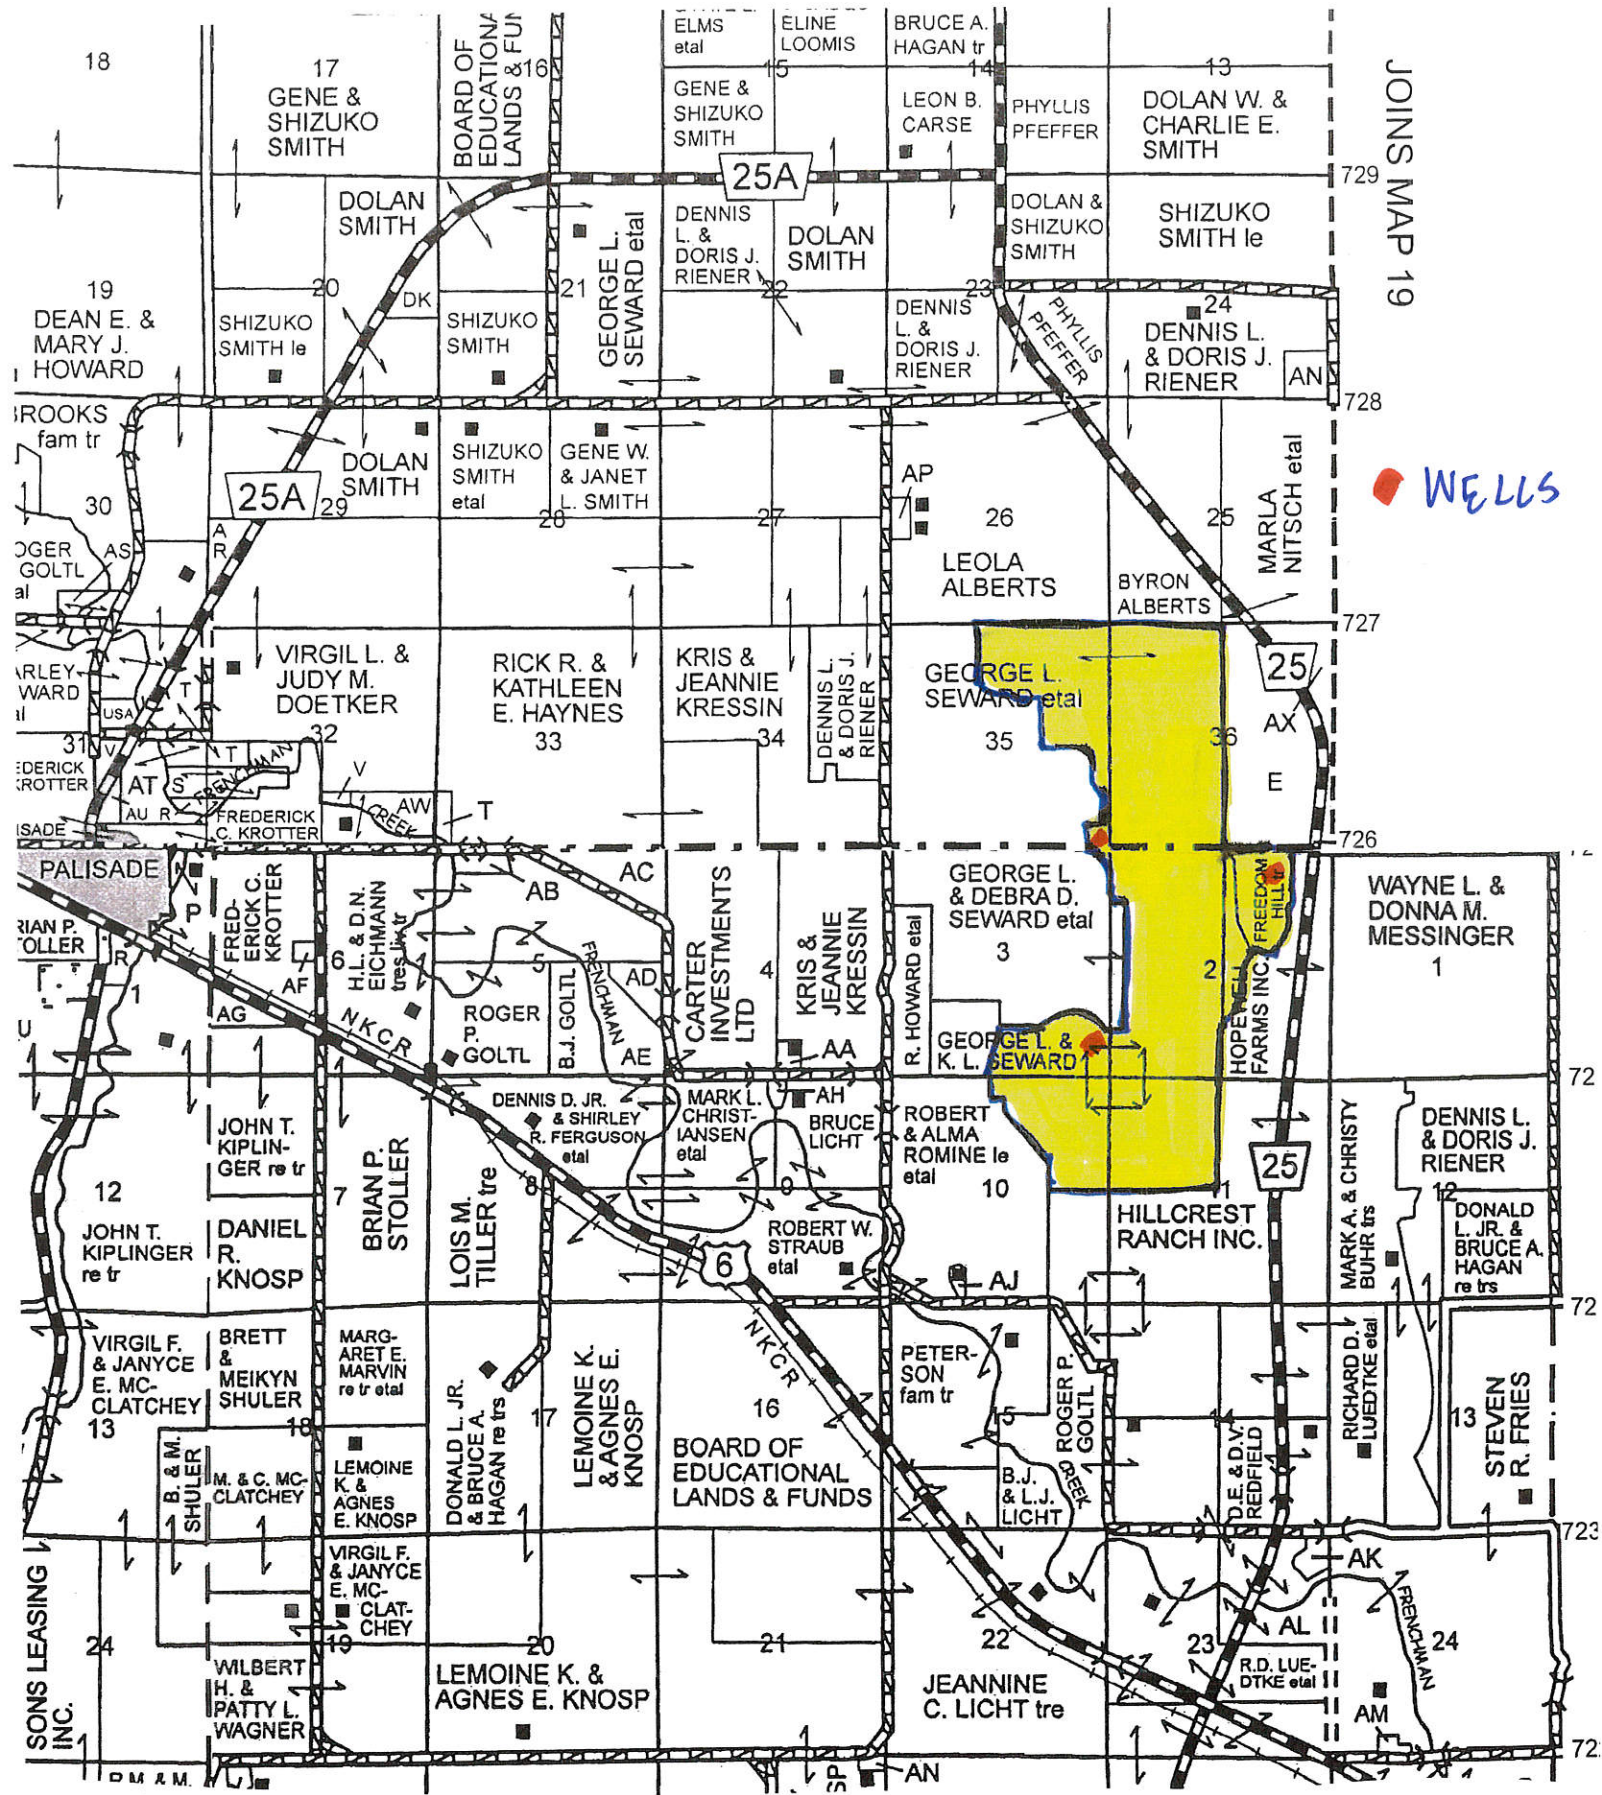 ELMS
etal
ELINE
LOOMIS
BRUCE A.
HAGAN tr
18
17
GENE &
SHIZUKO
SMITH
BOARD OF
LANDS & FUN
16
15
GENE &
SHIZUKO
SMITH
14
LEON B.
CARSE
PHYLLIS
PFEFFER
13
DOLAN W. &
CHARLIE E.
SMITH
JOINS MAP 19
729
25A
DOLAN
SMITH
GEORGE L.
SEWARD etal
DENNIS
L. &
DORIS J.
RIENER
DOLAN
SMITH
DOLAN &
SHIZUKO
SMITH
SHIZUKO
SMITH le
19
DEAN E. &
MARY J.
HOWARD
20
DK
SHIZUKO
SMITH le
SHIZUKO
SMITH
21
22
23
DENNIS
L. &
DORIS J.
RIENER
PHYLLIS
PFEFFER
24
DENNIS L.
& DORIS J.
RIENER
AN
728
BROOKS
fam tr
30
25A
DOLAN
SMITH
29
SHIZUKO
SMITH
etal
GENE W.
& JANET
L. SMITH
28
27
AP
26
LEOLA
ALBERTS
25
MARLA
NITSCH etal
BYRON
ALBERTS
WELLS
GOLTL
AS
A
R
727
VIRGIL L. &
JUDY M.
DOETKER
32
RICK R. &
KATHLEEN
E. HAYNES
33
KRIS &
JEANNIE
KRESSIN
34
DENNIS L.
& DORIS J.
RIENER
GEORGE L.
SEWARD etal
35
36
25
AX
E
T
USA
31
V
T
AT
S
FRENCHMAN
AU
R
FREDERICK
C. KROTTER
V
AW
CREEK
T
726
PALISADE
P
FRED-
ERICK C.
KROTTER
AF
6
H.L. & D.N.
EICHMANN
tres liv tr
AB
AC
5
FRENCHMAN
AD
AE
CARTER
INVESTMENTS
LTD
4
KRIS &
JEANNIE
KRESSIN
AA
R. HOWARD etal
GEORGE L.
& DEBRA D.
SEWARD etal
3
GEORGE L. &
K. L. SEWARD
2
FREEDOM
HILL tr
HOPEWELL
FARMS INC.
WAYNE L. &
DONNA M.
MESSINGER
1
R
1
AG
NKCR
ROGER
P.
GOLTL
B.J. GOLTL
72
JOHN T.
KIPLIN-
GER re tr
12
JOHN T.
KIPLINGER
re tr
DANIEL
R.
KNOSP
7
BRIAN P.
STOLLER
LOIS M.
TILLER tre
DENNIS D. JR.
& SHIRLEY
R. FERGUSON
etal
8
MARK L.
CHRIST-
IANSEN
etal
AH
BRUCE
LICHT
9
ROBERT W.
STRAUB
etal
ROBERT
& ALMA
ROMINE le
etal
10
AJ
HILLCREST
RANCH INC.
25
MARK A. & CHRISTY
BUHR trs
DENNIS L.
& DORIS J.
RIENER
12
DONALD
L. JR. &
BRUCE A.
HAGAN
re trs
6
72
VIRGIL F.
& JANYCE
E. MC-
CLATCHEY
13
BRETT
&
MEIKYN
SHULER
18
B. & M.
SHULER
M. & C. MC-
CLATCHEY
MARG-
ARET E.
MARVIN
re tr etal
LEMOINE
K. &
AGNES
E. KNOSP
DONALD L. JR.
& BRUCE A.
HAGAN re trs
17
LEMOINE K.
& AGNES E.
KNOSP
NKCR
16
BOARD OF
EDUCATIONAL
LANDS & FUNDS
PETER-
SON
fam tr
15
ROGER P.
GOLTL
B.J.
& L.J.
LICHT
CREEK
14
D.E. & D.V.
REDFIELD
RICHARD D.
LUEDTKE etal
13
STEVEN
R. FRIES
723
SONS LEASING
INC.
24
VIRGIL F.
& JANYCE
E. MC-
CLAT-
CHEY
19
WILBERT
H. &
PATTY L.
WAGNER
20
LEMOINE K. &
AGNES E. KNOSP
21
22
JEANNINE
C. LICHT tre
23
R.D. LUE-
DTKE etal
AK
AL
FRENCHMAN
24
AM
AN
72